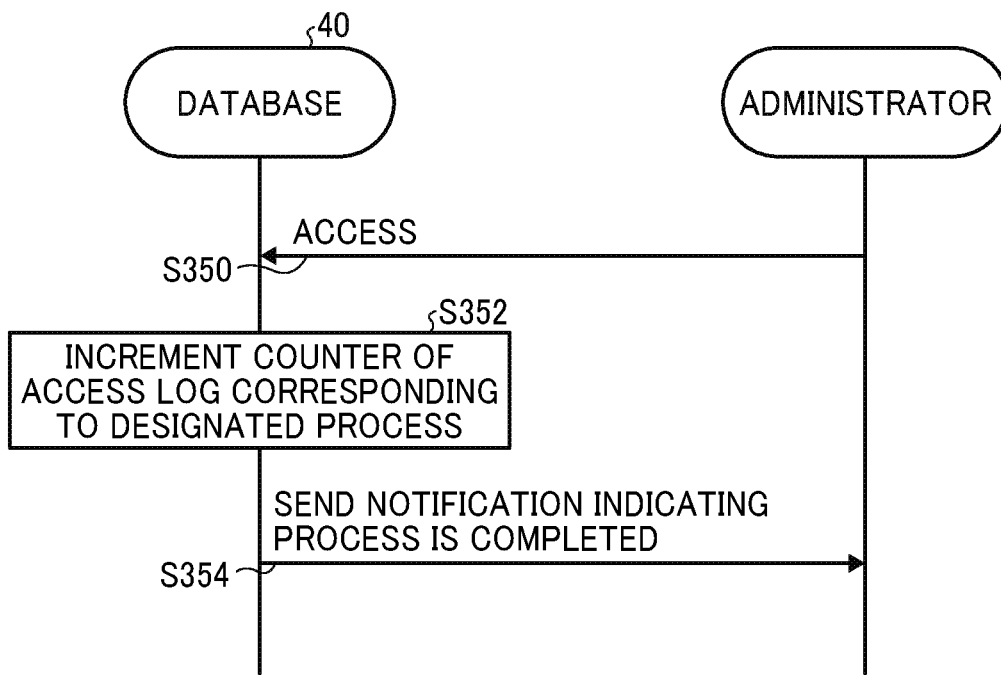 40
DATABASE
ADMINISTRATOR
ACCESS
S350
S352
INCREMENT COUNTER OF
ACCESS LOG CORRESPONDING
TO DESIGNATED PROCESS
SEND NOTIFICATION INDICATING
PROCESS IS COMPLETED
S354